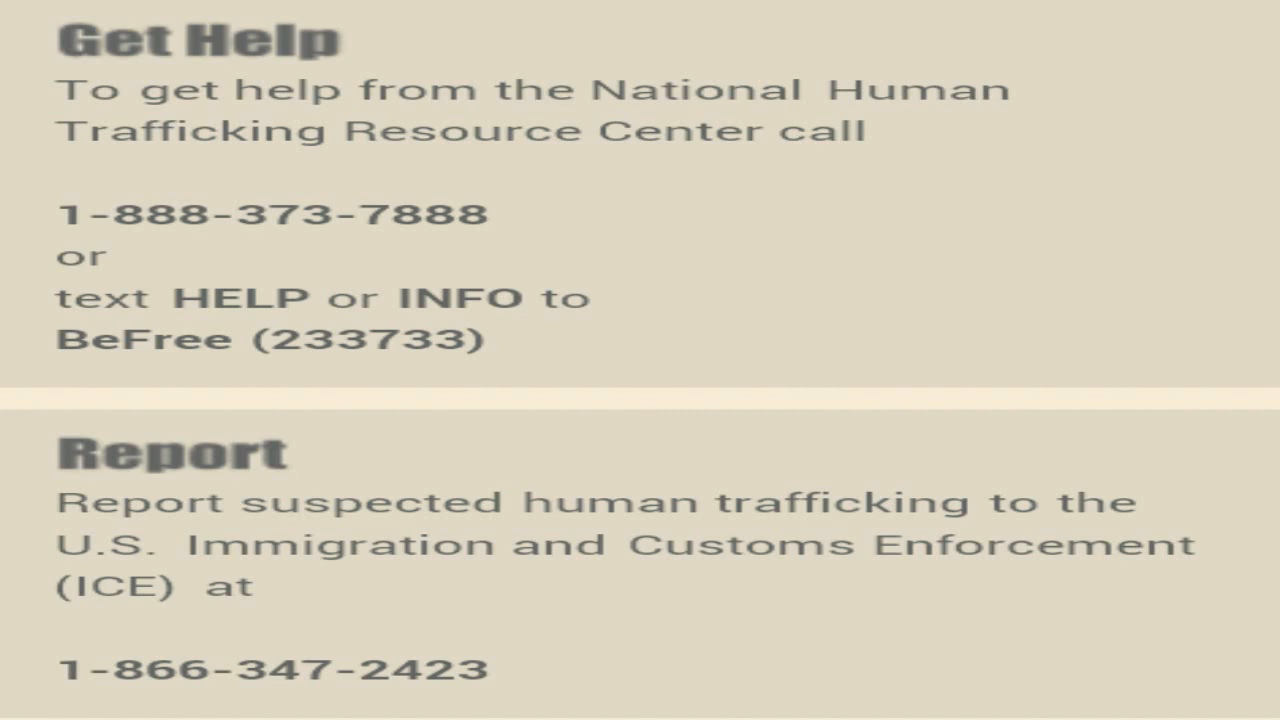 Get Help
To get help from the National Human
Trafficking Resource Center call
1-888-373-7888
or
text HELP or INFO to
BeFree (233733)
Report
Report suspected human trafficking to the
U.S. Immigration and Customs Enforcement
(ICE) at
1-866-347-2423